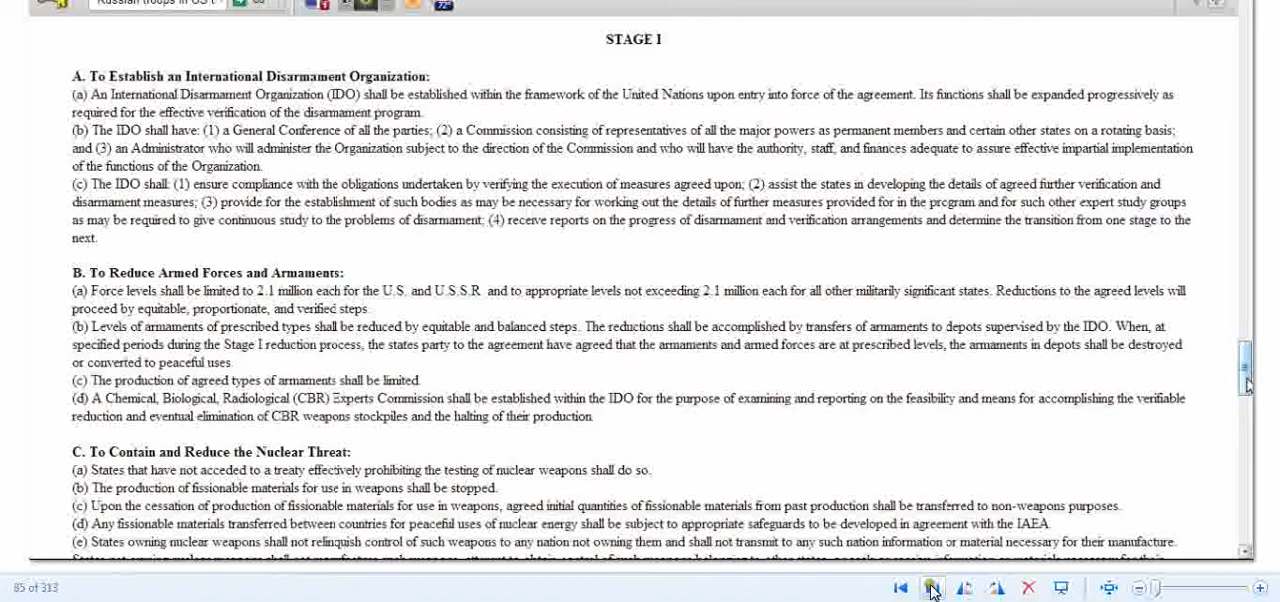 Russian troops in US t
72°
STAGE I
A. To Establish an International Disarmament Organization:
(a) An International Disarmament Organization (IDO) shall be established within the framework of the United Nations upon entry into force of the agreement. Its functions shall be expanded progressively as
required for the effective verification of the disarmament program.
(b) The IDO shall have: (1) a General Conference of all the parties; (2) a Commission consisting of representatives of all the major powers as permanent members and certain other states on a rotating basis;
and (3) an Administrator who will administer the Organization subject to the direction of the Commission and who will have the authority, staff, and finances adequate to assure effective impartial implementation
of the functions of the Organization.
(c) The IDO shall: (1) ensure compliance with the obligations undertaken by verifying the execution of measures agreed upon; (2) assist the states in developing the details of agreed further verification and
disarmament measures; (3) provide for the establishment of such bodies as may be necessary for working out the details of further measures provided for in the program and for such other expert study groups
as may be required to give continuous study to the problems of disarmament; (4) receive reports on the progress of disarmament and verification arrangements and determine the transition from one stage to the
next.
B. To Reduce Armed Forces and Armaments:
(a) Force levels shall be limited to 2.1 million each for the U.S. and U.S.S.R. and to appropriate levels not exceeding 2.1 million each for all other militarily significant states. Reductions to the agreed levels will
proceed by equitable, proportionate, and verified steps.
(b) Levels of armaments of prescribed types shall be reduced by equitable and balanced steps. The reductions shall be accomplished by transfers of armaments to depots supervised by the IDO. When, at
specified periods during the Stage I reduction process, the states party to the agreement have agreed that the armaments and armed forces are at prescribed levels, the armaments in depots shall be destroyed
or converted to peaceful uses.
(c) The production of agreed types of armaments shall be limited.
(d) A Chemical, Biological, Radiological (CBR) Experts Commission shall be established within the IDO for the purpose of examining and reporting on the feasibility and means for accomplishing the verifiable
reduction and eventual elimination of CBR weapons stockpiles and the halting of their production.
C. To Contain and Reduce the Nuclear Threat:
(a) States that have not acceded to a treaty effectively prohibiting the testing of nuclear weapons shall do so.
(b) The production of fissionable materials for use in weapons shall be stopped.
(c) Upon the cessation of production of fissionable materials for use in weapons, agreed initial quantities of fissionable materials from past production shall be transferred to non-weapons purposes.
(d) Any fissionable materials transferred between countries for peaceful uses of nuclear energy shall be subject to appropriate safeguards to be developed in agreement with the IAEA.
(e) States owning nuclear weapons shall not relinquish control of such weapons to any nation not owning them and shall not transmit to any such nation information or material necessary for their manufacture.
85 of 313